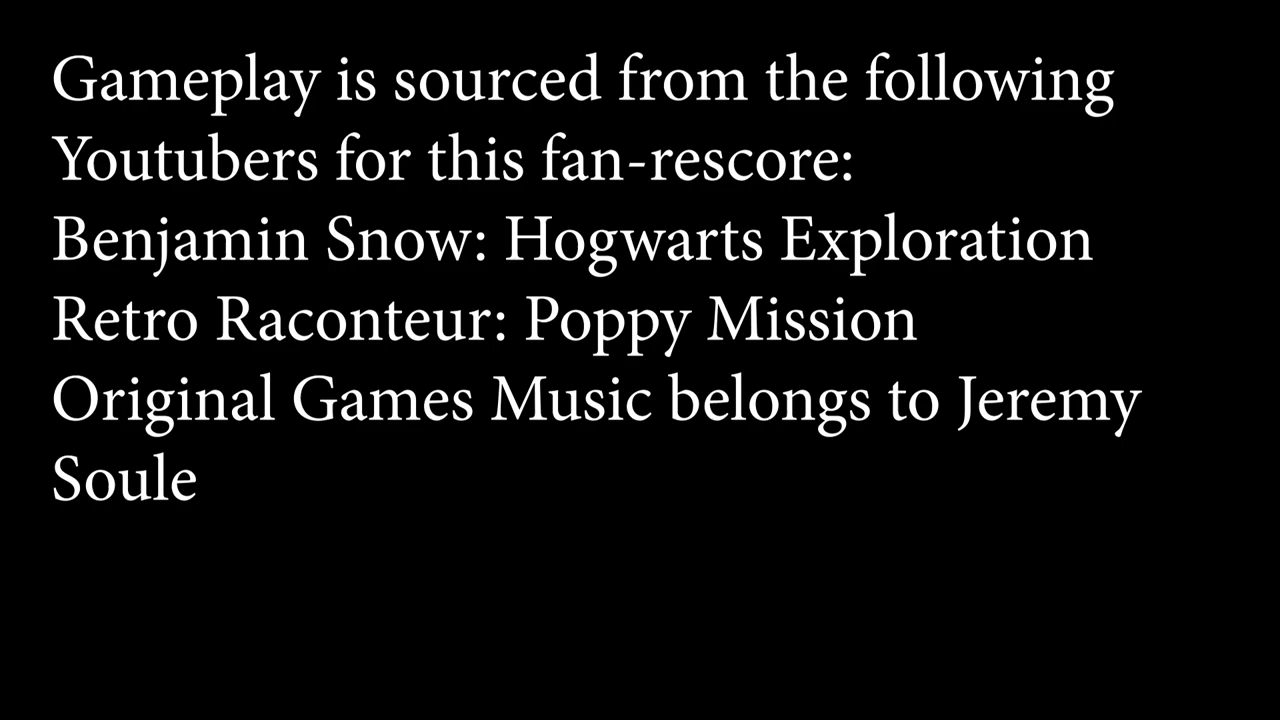 Gameplay is sourced from the following
Youtubers for this fan-rescore:
Benjamin Snow: Hogwarts Exploration
Retro Raconteur: Poppy Mission
Original Games Music belongs to Jeremy
Soule